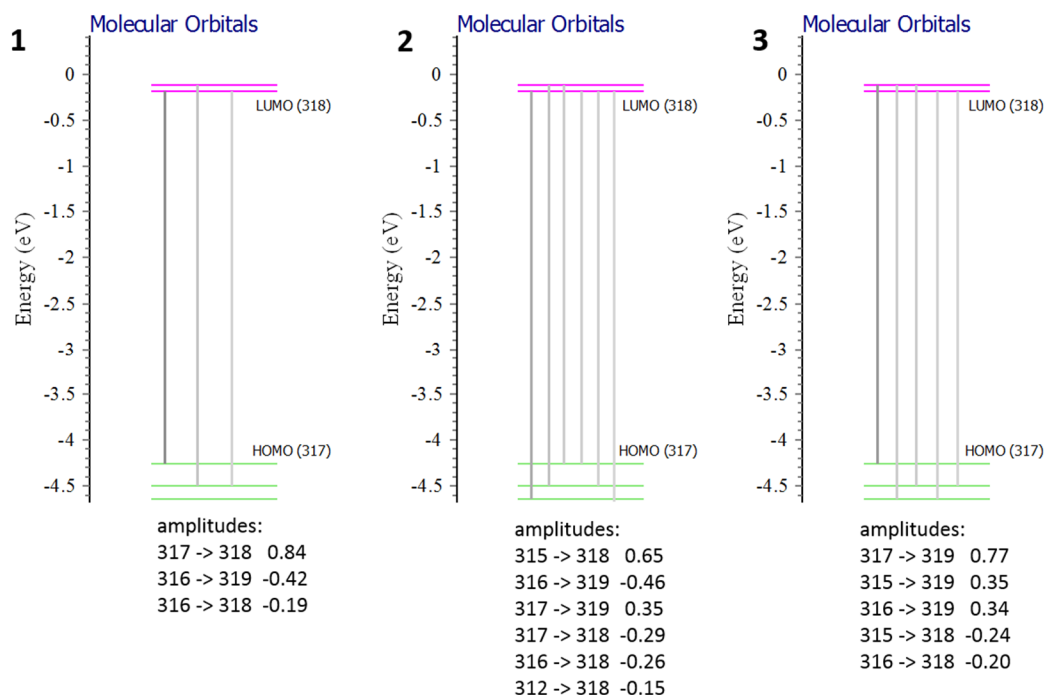 1
Molecular Orbitals
Energy (eV)
0
-0.5
-1
-1.5
-2
-2.5
-3
-3.5
-4
-4.5
LUMO (318)
HOMO (317)
amplitudes:
317 -> 318 0.84
316 -> 319 -0.42
316 -> 318 -0.19
2
Molecular Orbitals
Energy (eV)
0
-0.5
-1
-1.5
-2
-2.5
-3
-3.5
-4
-4.5
LUMO (318)
HOMO (317)
amplitudes:
315 -> 318 0.65
316 -> 319 -0.46
317 -> 319 0.35
317 -> 318 -0.29
316 -> 318 -0.26
312 -> 318 -0.15
3
Molecular Orbitals
Energy (eV)
0
-0.5
-1
-1.5
-2
-2.5
-3
-3.5
-4
-4.5
LUMO (318)
HOMO (317)
amplitudes:
317 -> 319 0.77
315 -> 319 0.35
316 -> 319 0.34
315 -> 318 -0.24
316 -> 318 -0.20